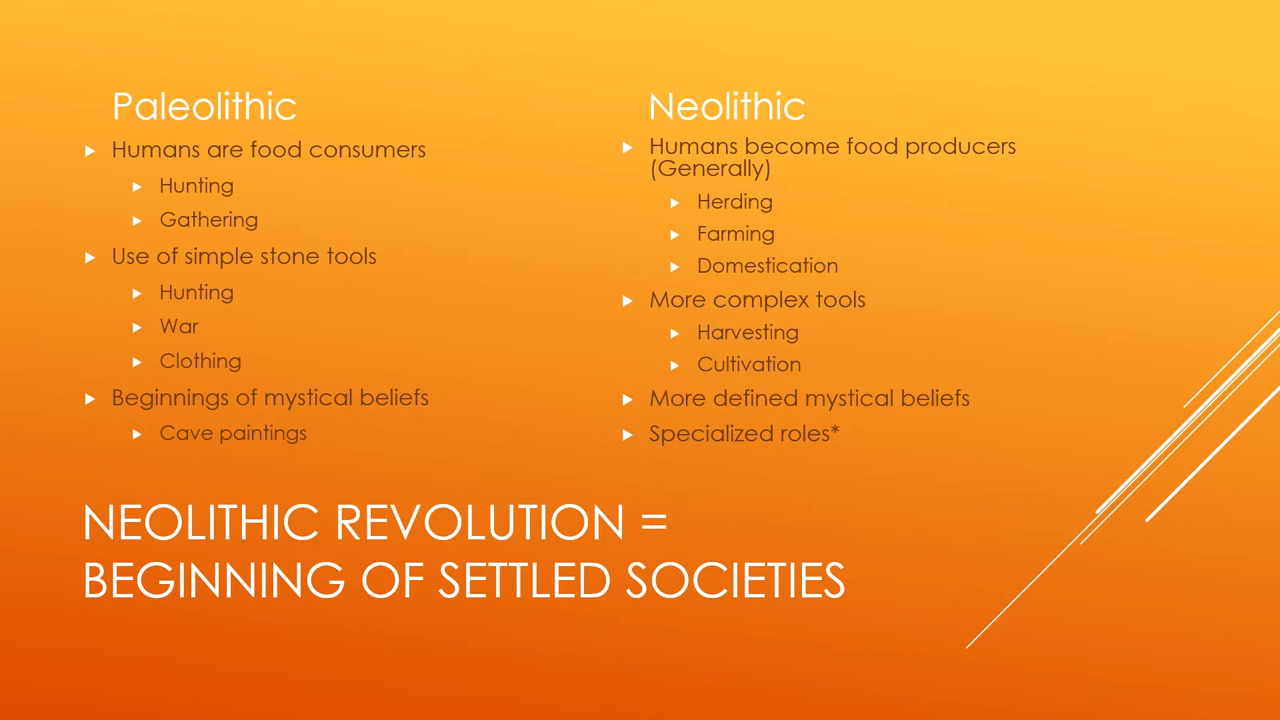 Paleolithic
Humans are food consumers
Hunting
Gathering
Use of simple stone tools
Hunting
War
Clothing
Beginnings of mystical beliefs
Cave paintings
Neolithic
Humans become food producers
(Generally)
Herding
Farming
Domestication
More complex tools
Harvesting
Cultivation
More defined mystical beliefs
Specialized roles*
NEOLITHIC REVOLUTION =
BEGINNING OF SETTLED SOCIETIES